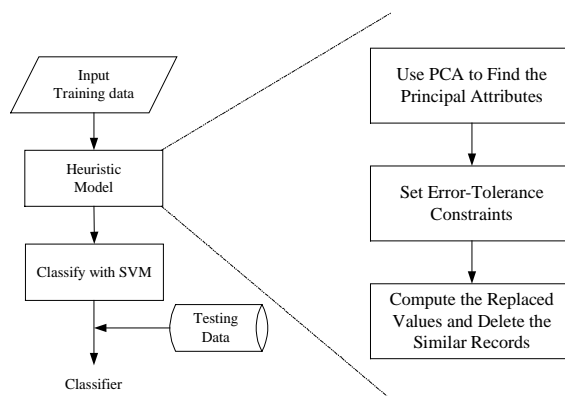 Input
Training data
Heuristic
Model
Classify with SVM
Testing
Data
Classifier
Use PCA to Find the
Principal Attributes
Set Error-Tolerance
Constraints
Compute the Replaced
Values and Delete the
Similar Records